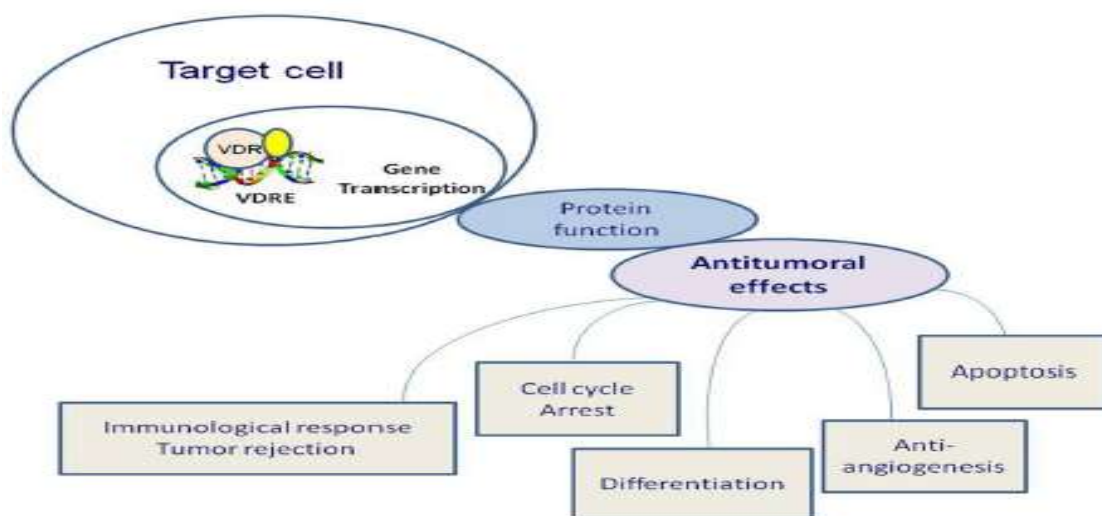 Target cell
VDR
VDRE
Gene
Transcription
Protein
function
Antitumoral
effects
Immunological response
Tumor rejection
Cell cycle
Arrest
Differentiation
Anti-
angiogenesis
Apoptosis